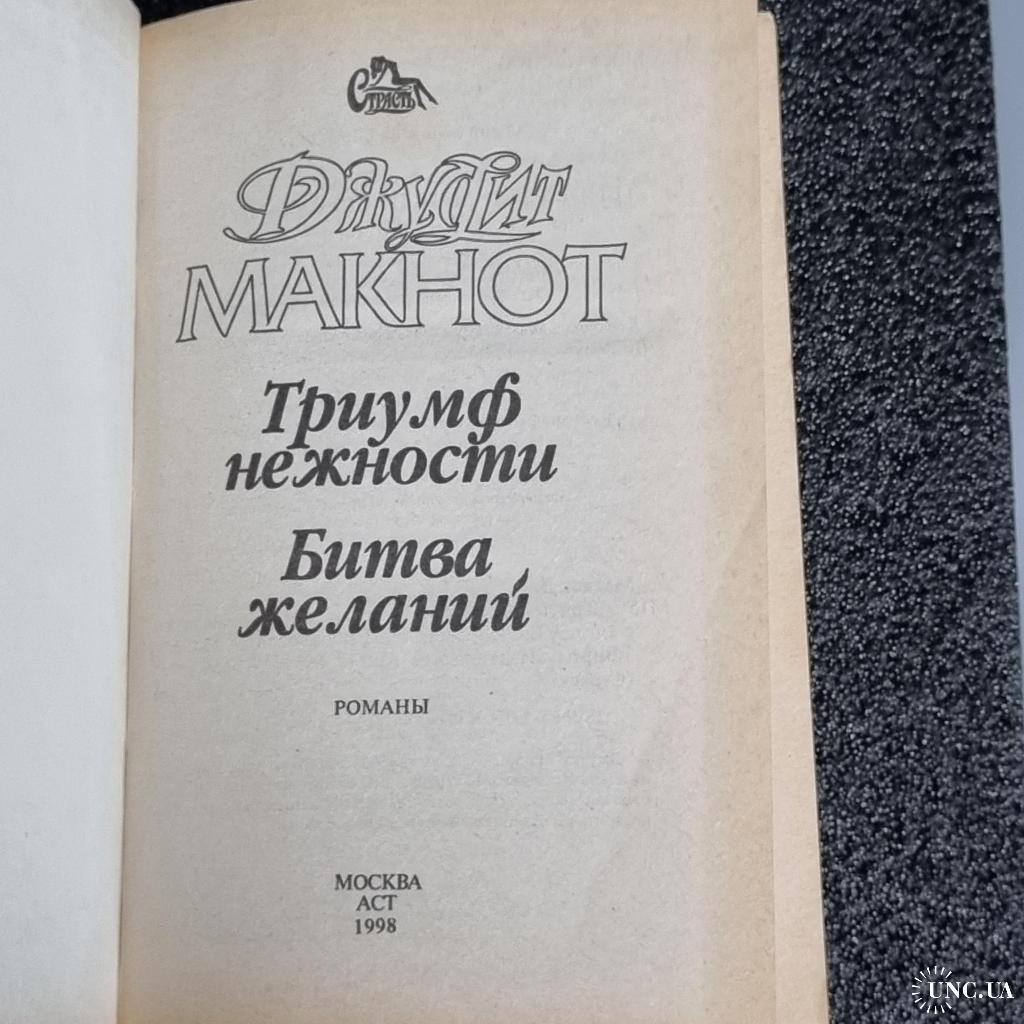 Страсть
Джудит
МАКНОТ
Триумф
нежности
Битва
желаний
РОМАНЫ
МОСКВА
АСТ
1998
UNC.UA